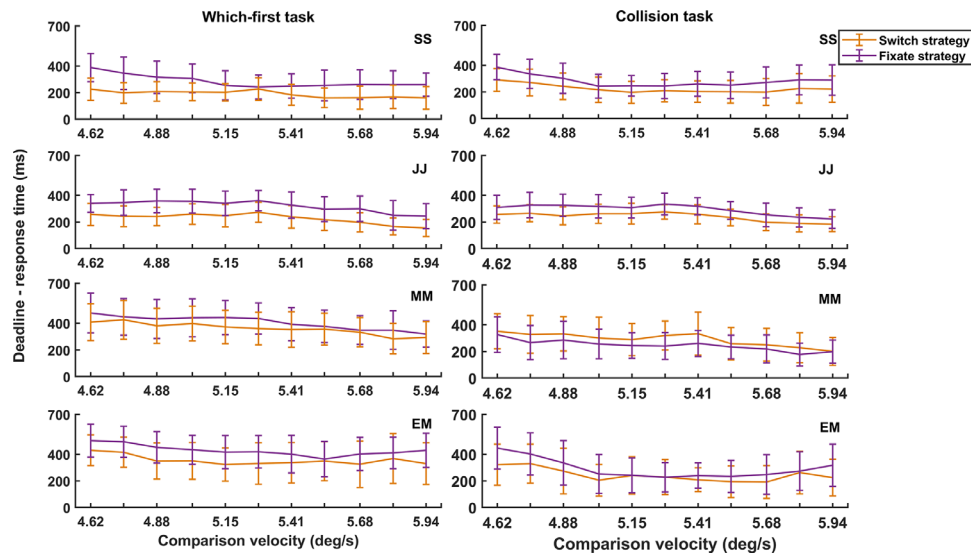 Which-first task
Collision task
Deadline - response time (ms)
700
400
200
0
SS
4.62 4.88 5.15 5.41 5.68 5.94
700
400
200
0
SS
Switch strategy
Fixate strategy
4.62 4.88 5.15 5.41 5.68 5.94
700
400
200
0
JJ
4.62 4.88 5.15 5.41 5.68 5.94
700
400
200
0
JJ
4.62 4.88 5.15 5.41 5.68 5.94
700
400
200
0
MM
4.62 4.88 5.15 5.41 5.68 5.94
700
400
200
0
MM
4.62 4.88 5.15 5.41 5.68 5.94
700
400
200
0
EM
4.62 4.88 5.15 5.41 5.68 5.94
Comparison velocity (deg/s)
700
400
200
0
EM
4.62 4.88 5.15 5.41 5.68 5.94
Comparison velocity (deg/s)